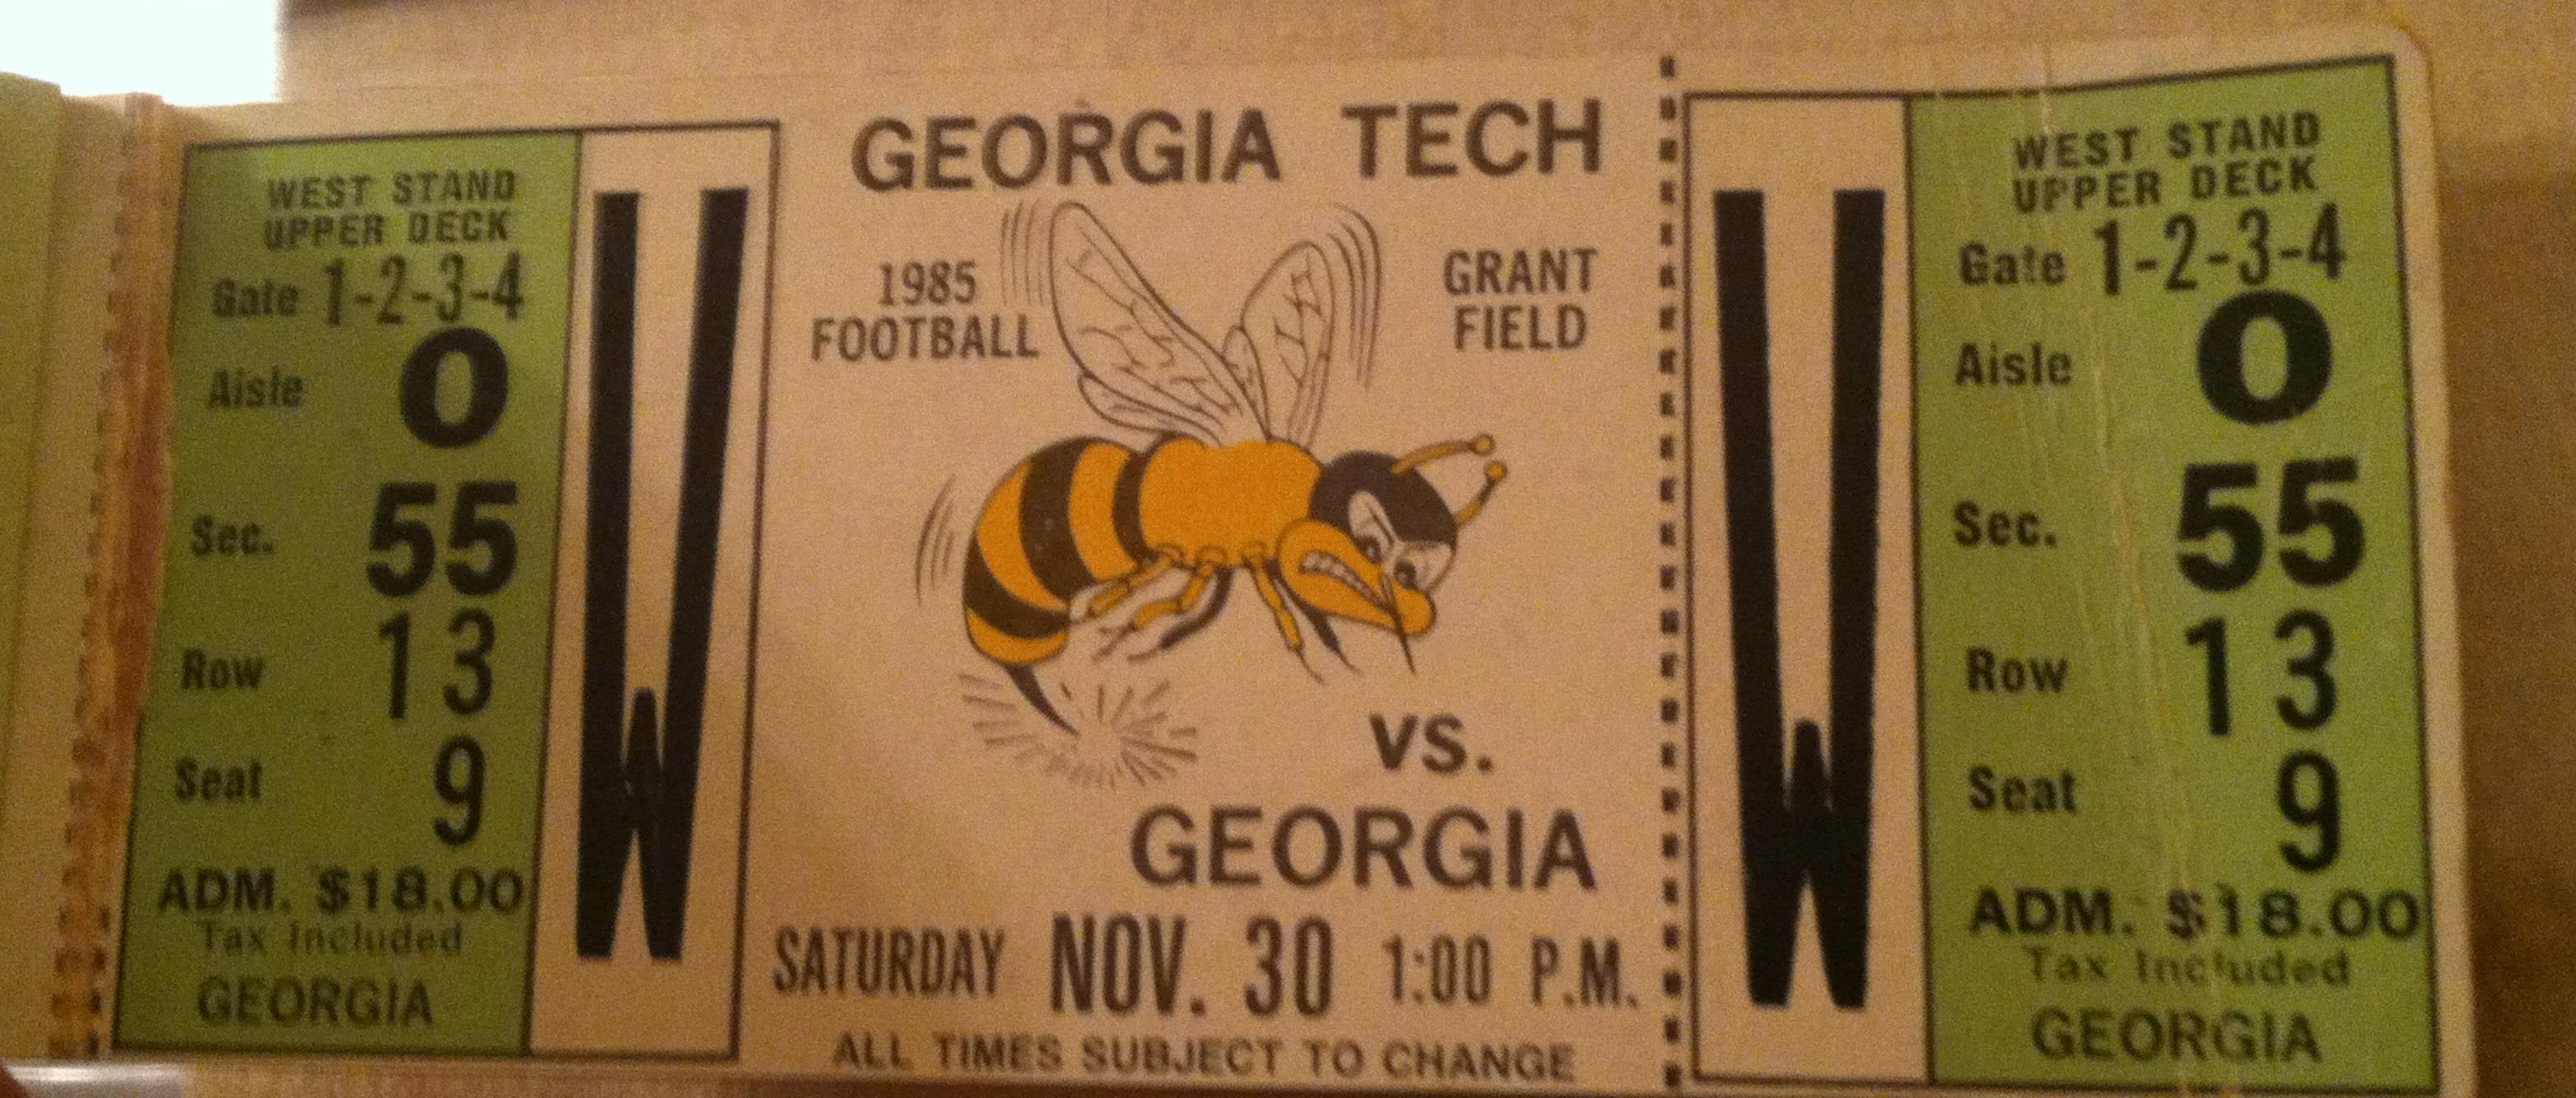 WEST STAND
UPPER DECK
Gate 1-2-3-4
Aisle O
Sec. 55
Row 13
Seat 9
ADM. $18.00
Tax Included
GEORGIA
W
GEORGIA TECH
1985
FOOTBALL
GRANT
FIELD
VS.
GEORGIA
SATURDAY NOV. 30 1:00 P.M.
ALL TIMES SUBJECT TO CHANGE
W
WEST STAND
UPPER DECK
Gate 1-2-3-4
Aisle O
Sec. 55
Row 13
Seat 9
ADM. $18.00
Tax Included
GEORGIA